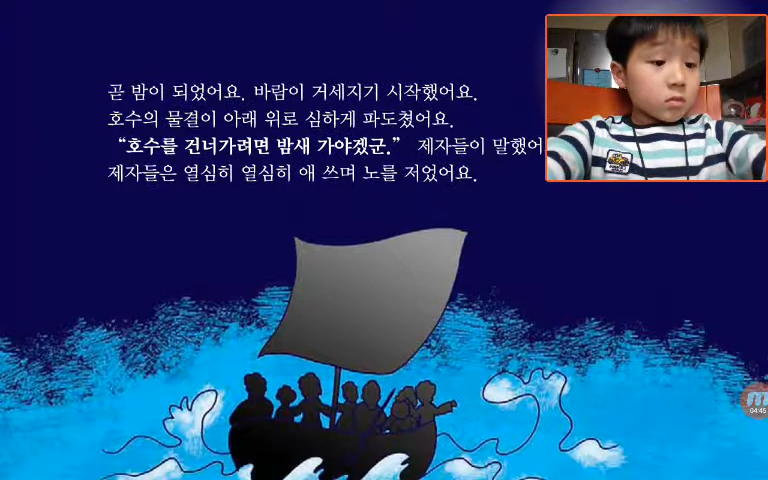 곧 밤이 되었어요. 바람이 거세지기 시작했어요.
호수의 물결이 아래 위로 심하게 파도쳤어요.
“호수를 건너가려면 밤새 가야겠군.” 제자들이 말했어
제자들은 열심히 열심히 애 쓰며 노를 저었어요.
04:45